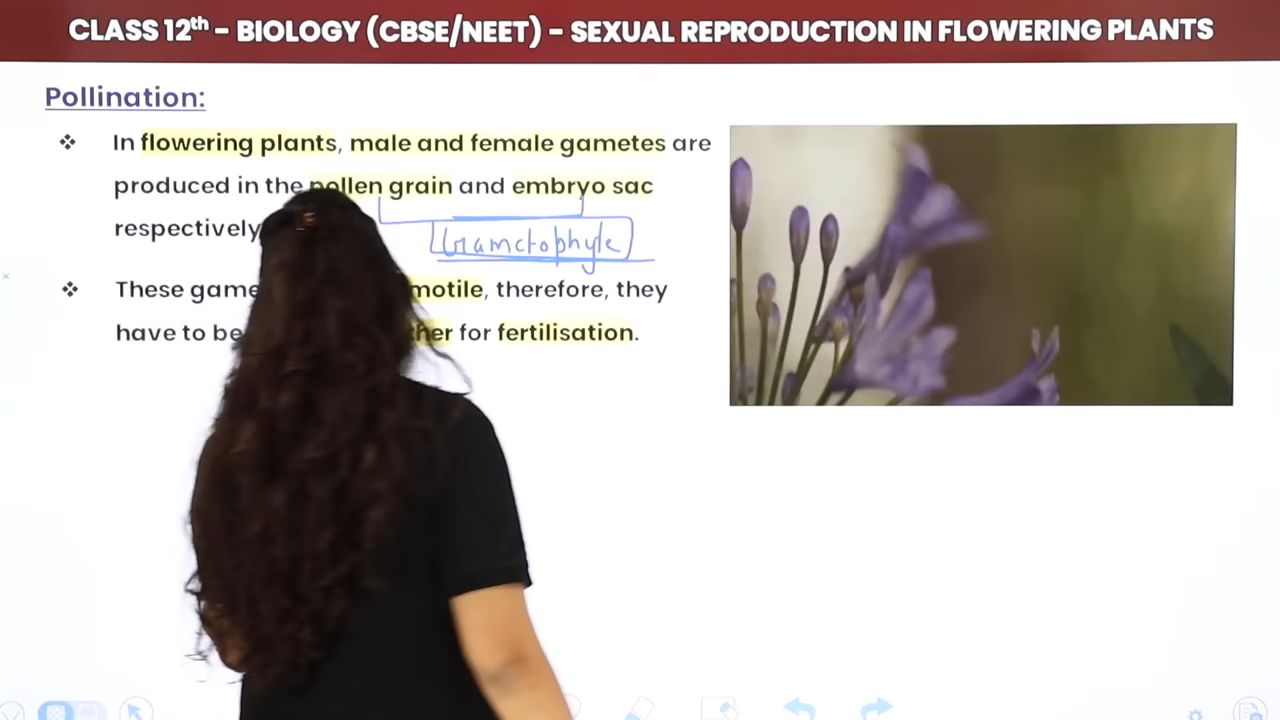 CLASS 12th – BIOLOGY (CBSE/NEET) – SEXUAL REPRODUCTION IN FLOWERING PLANTS
Pollination:
❖ In flowering plants, male and female gametes are
produced in the pollen grain and embryo sac
respectively
Gametophyte
❖ These motile, therefore, they
have to be for fertilisation.